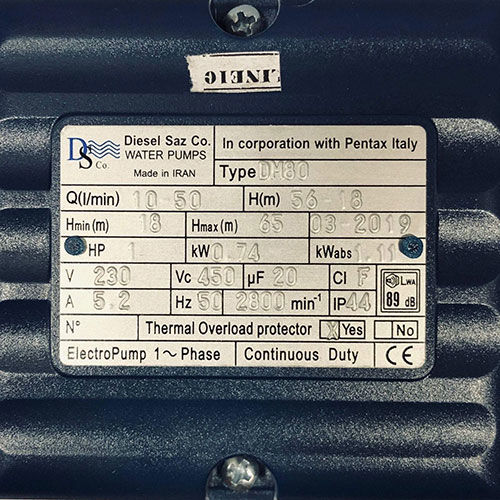 LINE16
DS Co.
Diesel Saz Co.
WATER PUMPS
Made in IRAN
In corporation with Pentax Italy
Type DM80
Q(l/min) 10-50 H(m) 56-18
Hmin(m) 18 Hmax(m) 65 03-2019
HP 1 kW 0.74 kWabs 1.11
V 230 Vc 450 µF 20 Cl F LWA
A 5.2 Hz 50 2800 min-1 IP 44 89 dB
N° Thermal Overload protector X Yes No
ElectroPump 1~Phase Continuous Duty CE